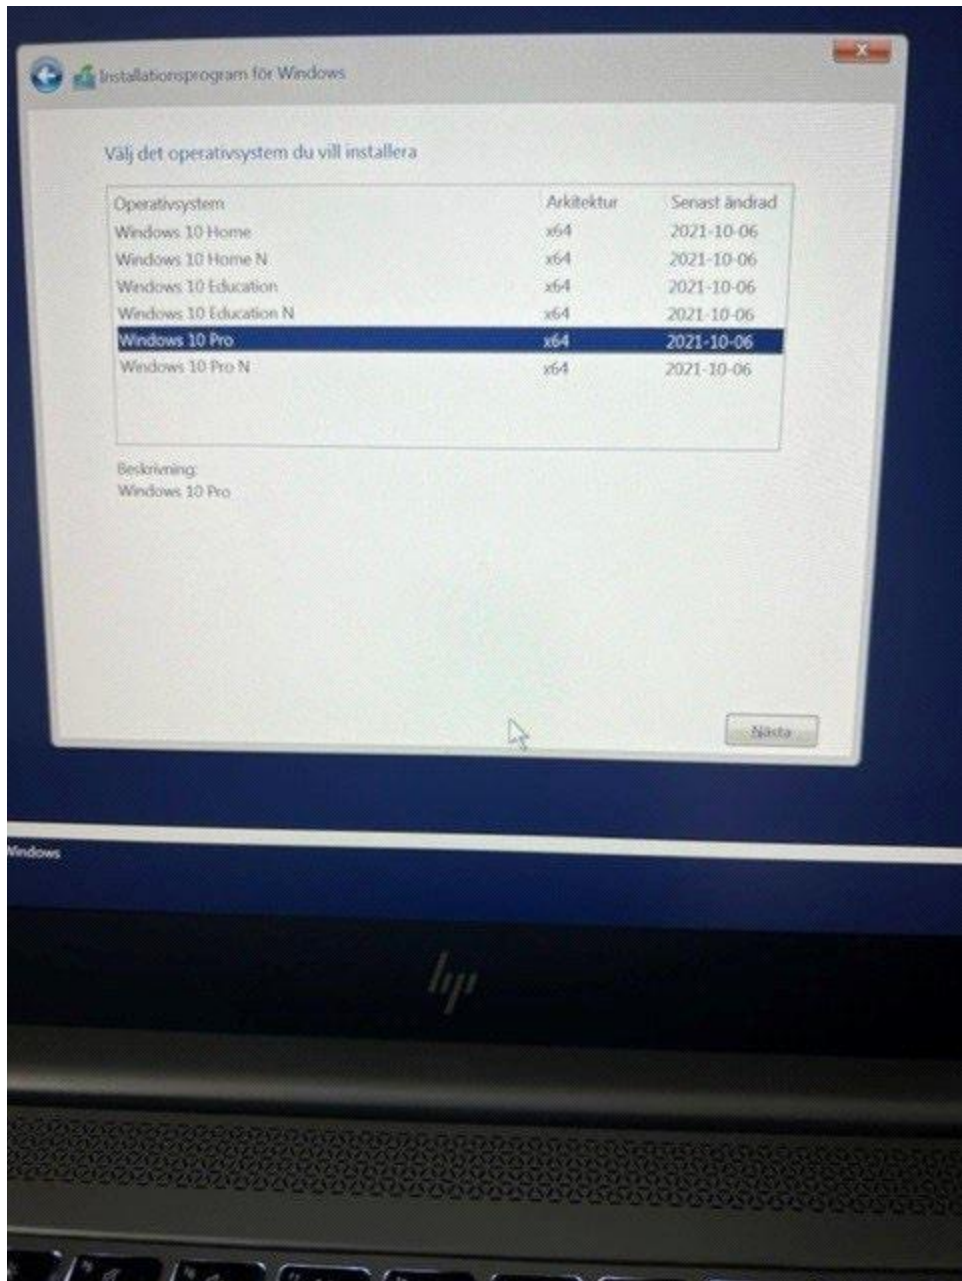 Installationsprogram för Windows
Välj det operativsystem du vill installera
Operativsystem Arkitektur Senast ändrad
Windows 10 Home x64 2021-10-06
Windows 10 Home N x64 2021-10-06
Windows 10 Education x64 2021-10-06
Windows 10 Education N x64 2021-10-06
Windows 10 Pro x64 2021-10-06
Windows 10 Pro N x64 2021-10-06
Beskrivning:
Windows 10 Pro
Nästa
Windows
hp